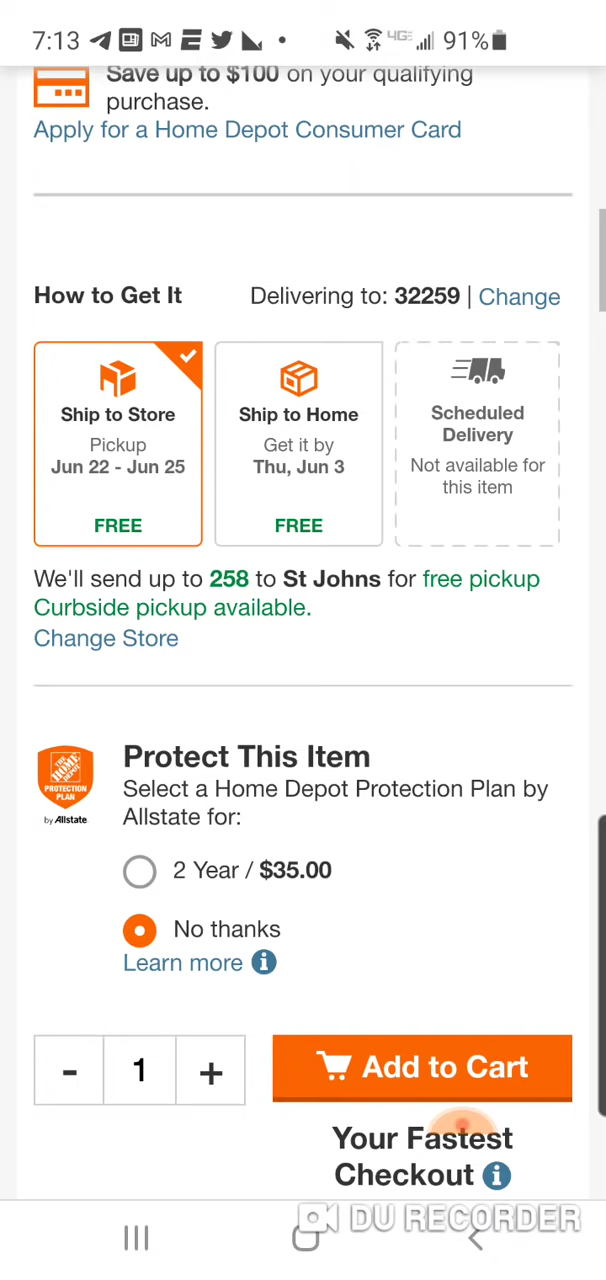 7:13 4GE 91%
Save up to $100 on your qualifying
purchase.
Apply for a Home Depot Consumer Card
How to Get It Delivering to: 32259 | Change
Ship to Store
Pickup
Jun 22 - Jun 25
FREE
Ship to Home
Get it by
Thu, Jun 3
FREE
Scheduled
Delivery
Not available for
this item
We'll send up to 258 to St Johns for free pickup
Curbside pickup available.
Change Store
THE
HOME
DEPOT
PROTECTION
PLAN
by Allstate
Protect This Item
Select a Home Depot Protection Plan by
Allstate for:
2 Year / $35.00
No thanks
Learn more i
- 1 + Add to Cart
Your Fastest
Checkout i
DU RECORDER